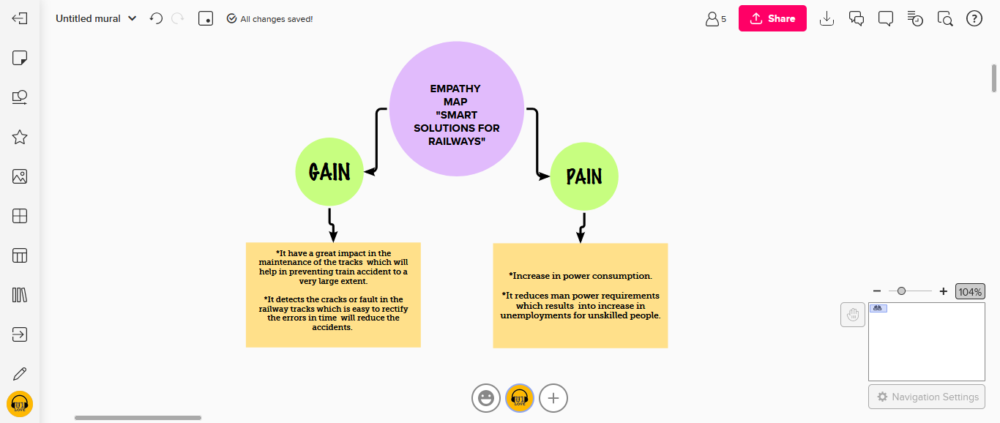 Untitled mural
All changes saved!
5
Share
?
EMPATHY
MAP
"SMART
SOLUTIONS FOR
RAILWAYS"
GAIN
PAIN
*It have a great impact in the
maintenance of the tracks which will
help in preventing train accident to a
very large extent.
*It detects the cracks or fault in the
railway tracks which is easy to rectify
the errors in time will reduce the
accidents.
*Increase in power consumption.
*It reduces man power requirements
which results into increase in
unemployments for unskilled people.
104%
Navigation Settings
LOVE
LOVE